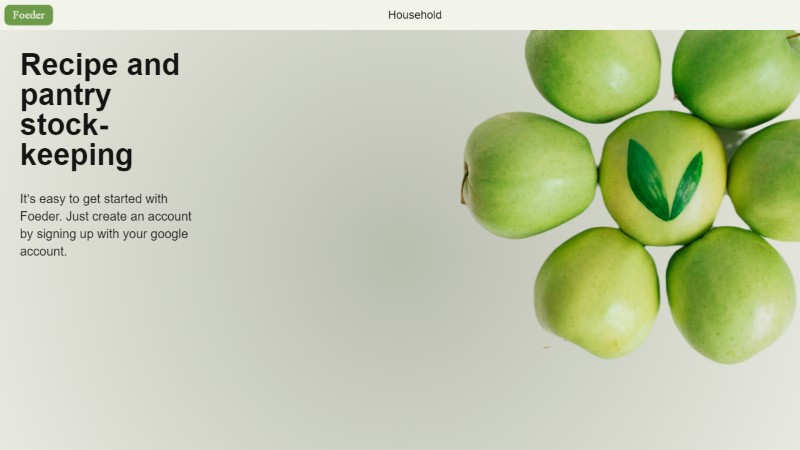 Foeder
Household
Recipe and
pantry
stock-
keeping
It's easy to get started with
Foeder. Just create an account
by signing up with your google
account.